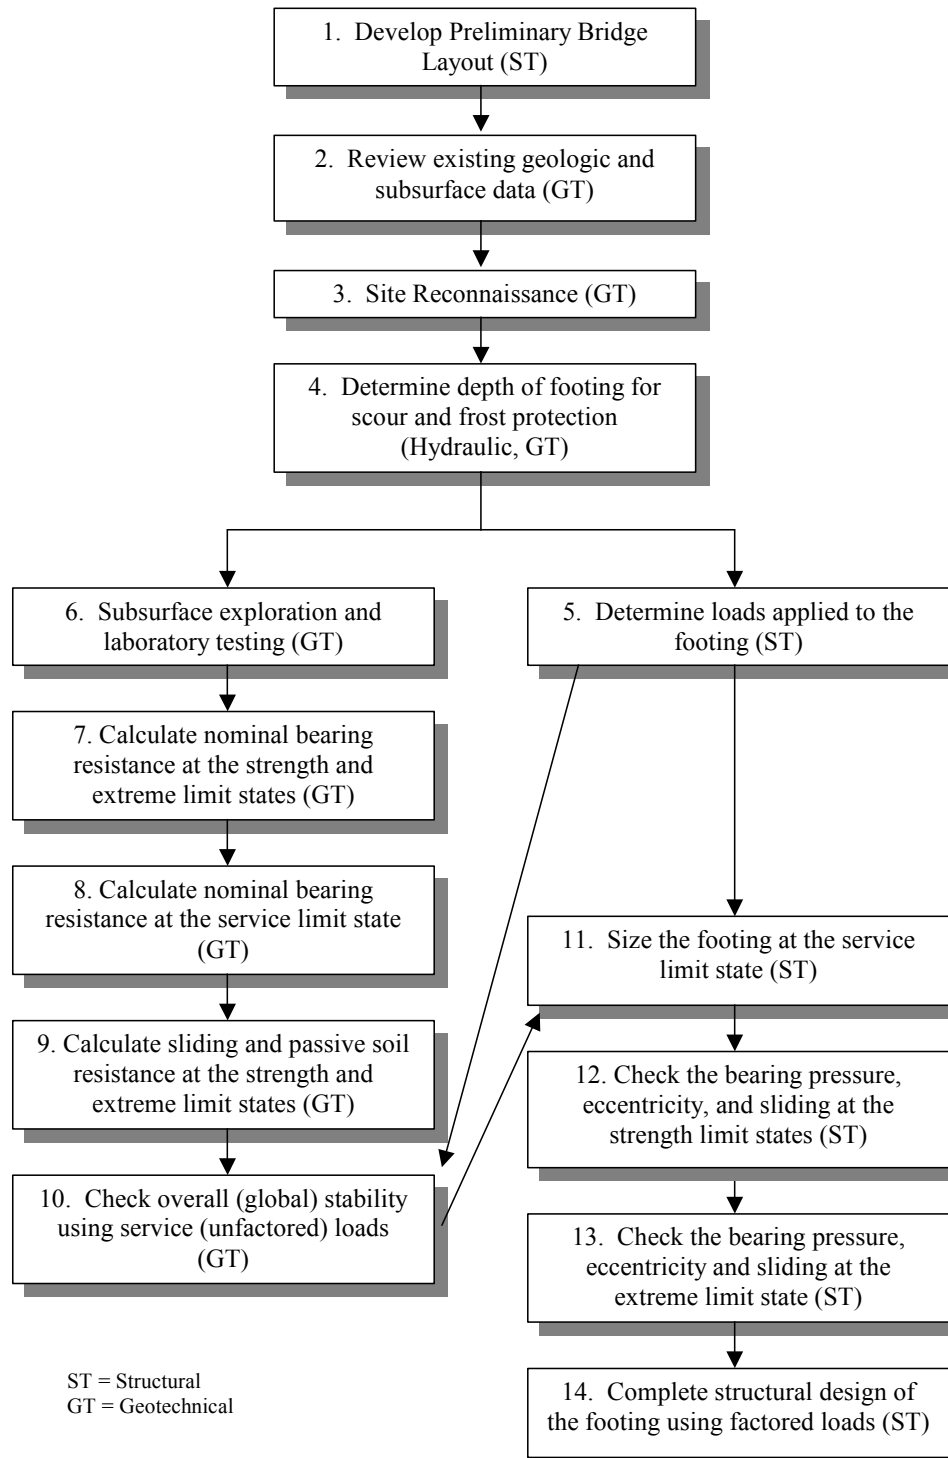 1. Develop Preliminary Bridge
Layout (ST)
2. Review existing geologic and
subsurface data (GT)
3. Site Reconnaissance (GT)
4. Determine depth of footing for
scour and frost protection
(Hydraulic, GT)
6. Subsurface exploration and
laboratory testing (GT)
7. Calculate nominal bearing
resistance at the strength and
extreme limit states (GT)
8. Calculate nominal bearing
resistance at the service limit state
(GT)
9. Calculate sliding and passive soil
resistance at the strength and
extreme limit states (GT)
10. Check overall (global) stability
using service (unfactored) loads
(GT)
5. Determine loads applied to the
footing (ST)
11. Size the footing at the service
limit state (ST)
12. Check the bearing pressure,
eccentricity, and sliding at the
strength limit states (ST)
13. Check the bearing pressure,
eccentricity and sliding at the
extreme limit state (ST)
14. Complete structural design of
the footing using factored loads (ST)
ST = Structural
GT = Geotechnical